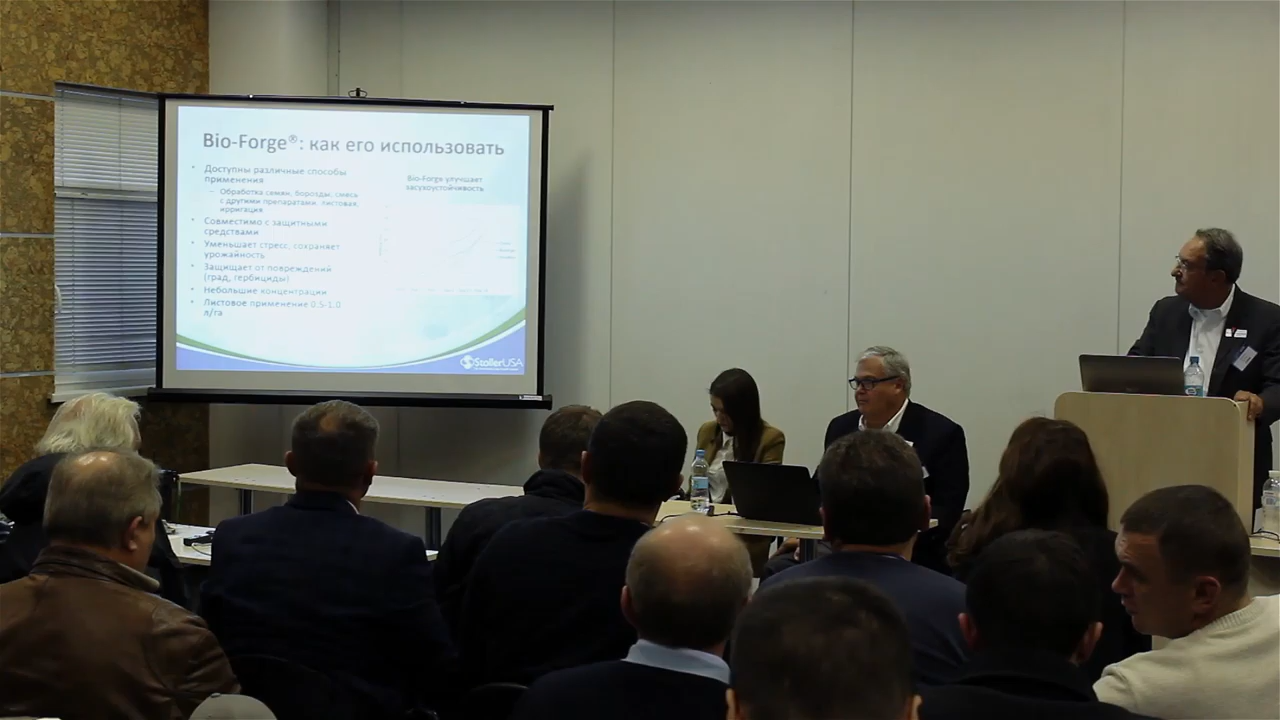 Bio-Forge®: как его использовать
• Доступны различные способы
применения
– Обработка семян, борозды, смесь
с другими препаратами, листовая,
ирригация
• Совместимо с защитными
средствами
• Уменьшает стресс, сохраняет
урожайность
• Защищает от повреждений
(град, гербициды)
• Небольшие концентрации
• Листовое применение 0.5-1.0
л/га
Bio-Forge улучшает
засухоустойчивость
StollerUSA